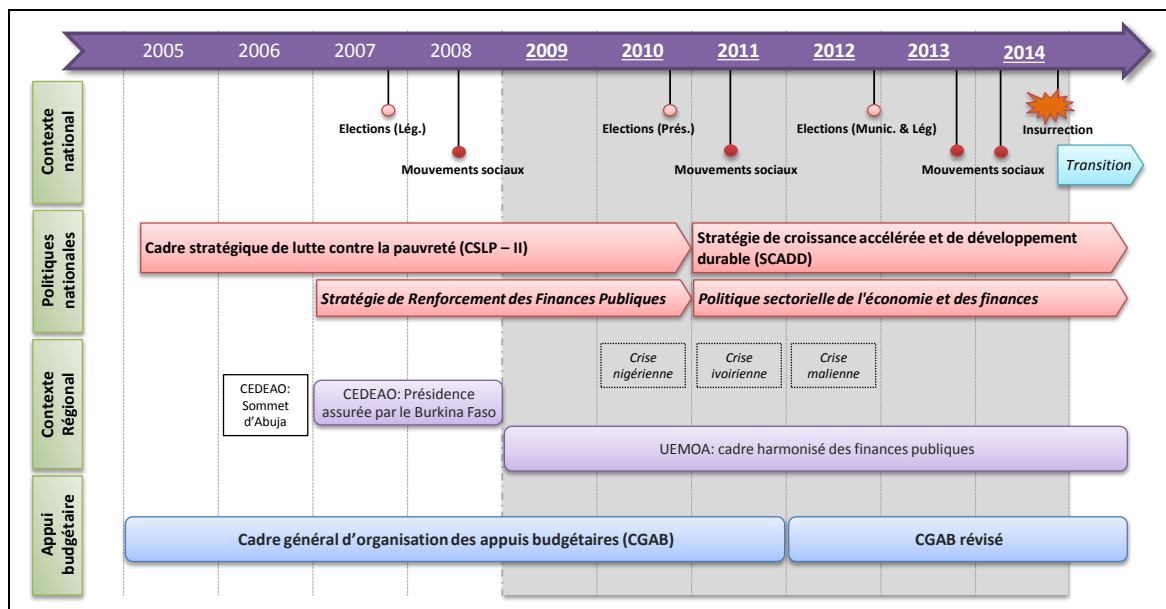 2005 2006 2007 2008 2009 2010 2011 2012 2013 2014
Contexte
national
Elections (Lég.)
Mouvements sociaux
Elections (Prés.)
Mouvements sociaux
Elections (Munic. & Lég)
Mouvements sociaux
Insurrection
Transition
Politiques
nationales
Cadre stratégique de lutte contre la pauvreté (CSLP – II)
Stratégie de croissance accélérée et de développement
durable (SCADD)
Stratégie de Renforcement des Finances Publiques
Politique sectorielle de l'économie et des finances
Contexte
Régional
Crise
nigérienne
Crise
ivoirienne
Crise
malienne
CEDEAO:
Sommet
d'Abuja
CEDEAO: Présidence
assurée par le Burkina Faso
UEMOA: cadre harmonisé des finances publiques
Appui
budgétaire
Cadre général d'organisation des appuis budgétaires (CGAB)
CGAB révisé